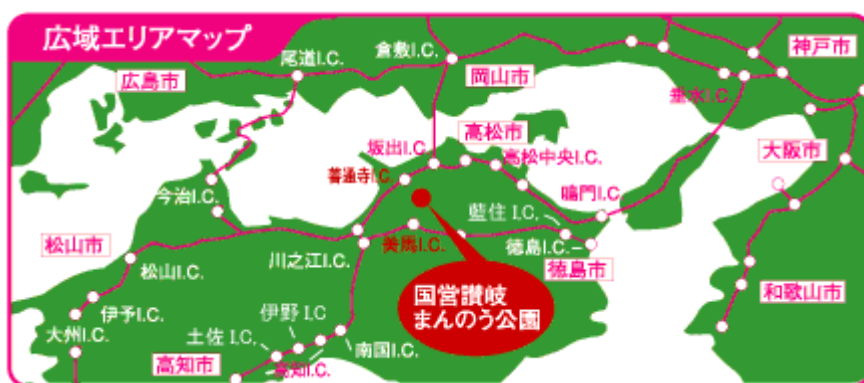 広域エリアマップ
尾道I.C.
倉敷I.C.
神戸市
広島市
岡山市
垂水I.C.
坂出I.C.
高松市
高松中央I.C.
大阪市
善通寺I.C.
今治I.C.
鳴門I.C.
藍住 I.C.
松山市
美馬I.C.
徳島I.C.
川之江I.C.
徳島市
松山I.C.
国営讃岐
まんのう公園
和歌山市
伊予I.C.
伊野 I.C
大州I.C.
土佐 I.C.
南国I.C.
高知市
高知I.C.